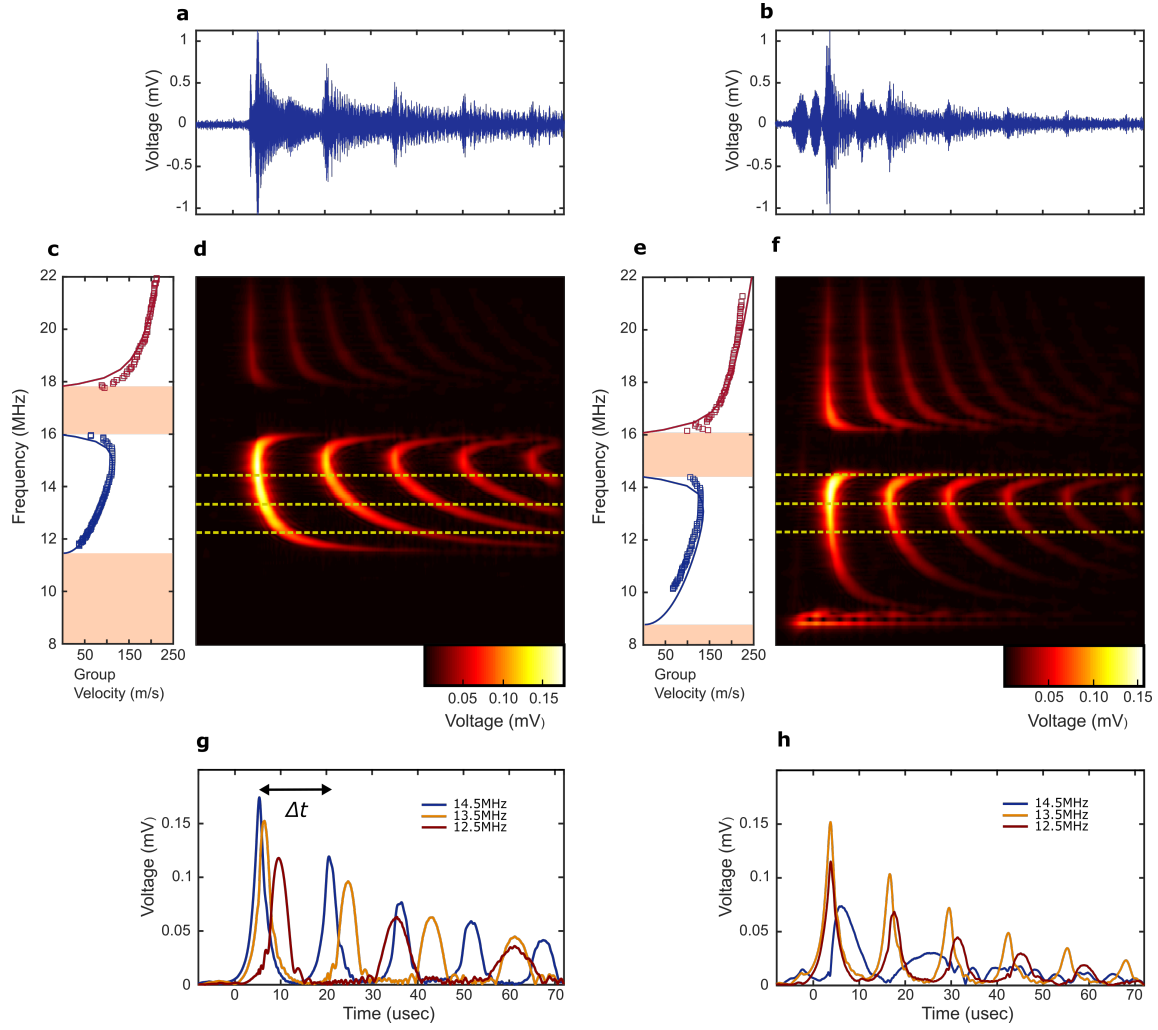 a
b
1
0.5
0
-0.5
-1
Voltage (mV)
1
0.5
0
-0.5
-1
Voltage (mV)
c
d
e
f
22
20
18
16
14
12
10
8
Frequency (MHz)
50 150 250
Group
Velocity (m/s)
0.05 0.10 0.15
Voltage (mV)
22
20
18
16
14
12
10
8
Frequency (MHz)
50 150 250
Group
Velocity (m/s)
0.05 0.10 0.15
Voltage (mV)
g
h
Δt
14.5MHz
13.5MHz
12.5MHz
0.15
0.1
0.05
0
Voltage (mV)
0 10 20 30 40 50 60 70
Time (usec)
14.5MHz
13.5MHz
12.5MHz
0.15
0.1
0.05
0
Voltage (mV)
0 10 20 30 40 50 60 70
Time (usec)